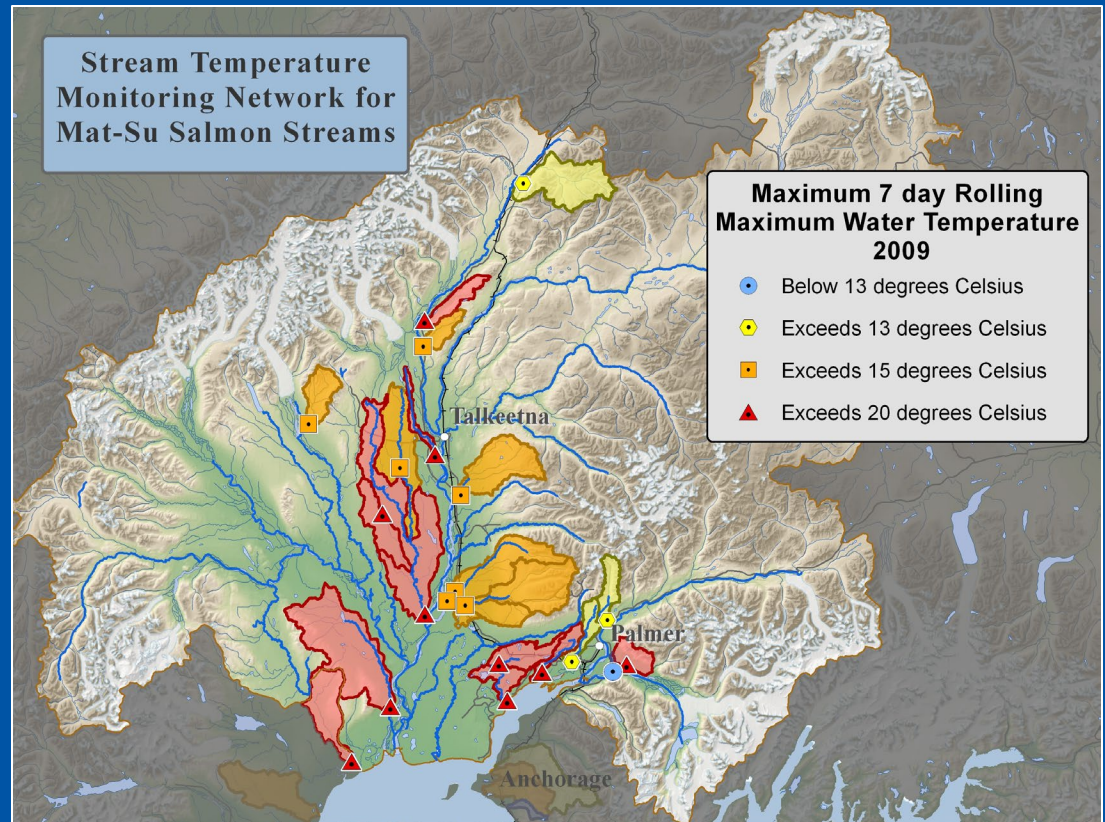 Stream Temperature
Monitoring Network for
Mat-Su Salmon Streams
Maximum 7 day Rolling
Maximum Water Temperature
2009
Below 13 degrees Celsius
Exceeds 13 degrees Celsius
Exceeds 15 degrees Celsius
Exceeds 20 degrees Celsius
Talkeetna
Palmer
Anchorage